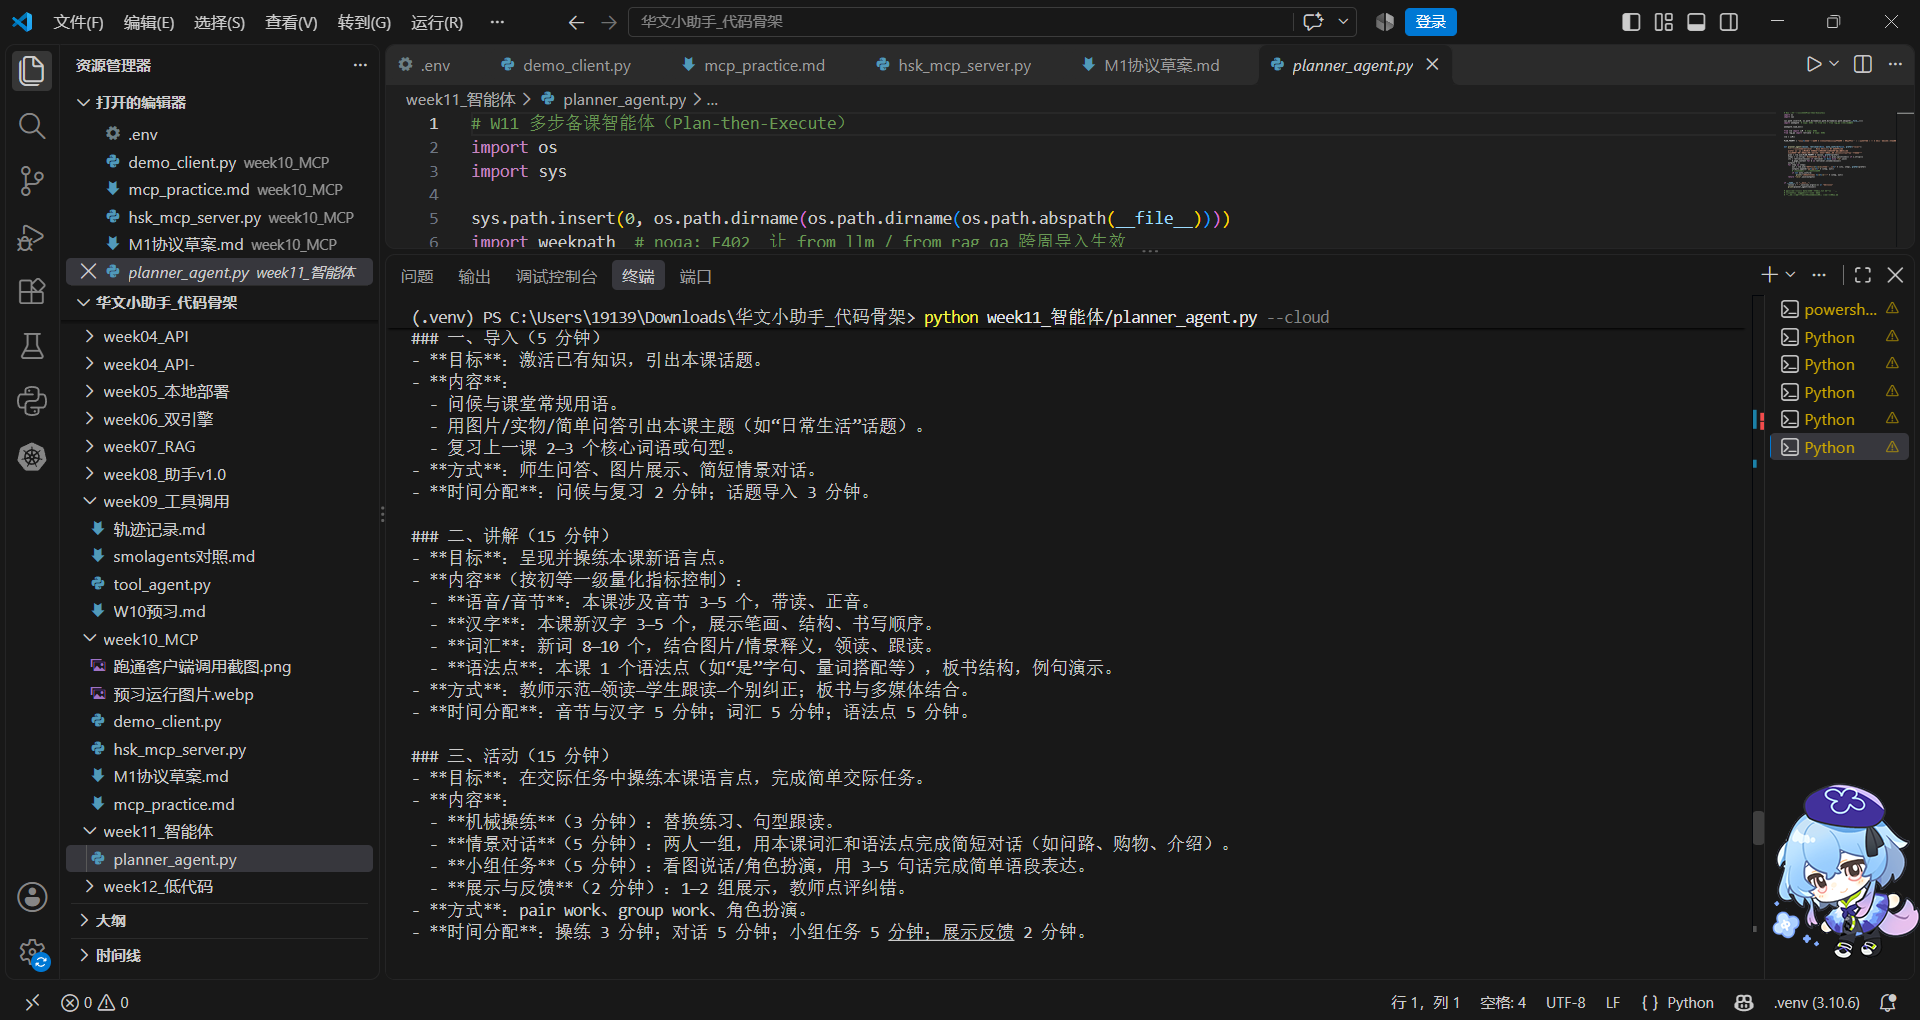 文件(F) 编辑(E) 选择(S) 查看(V) 转到(G) 运行(R) ··· 华文小助手_代码骨架 登录
资源管理器 ···
打开的编辑器
.env
demo_client.py week10_MCP
mcp_practice.md week10_MCP
hsk_mcp_server.py week10_MCP
M1协议草案.md week10_MCP
planner_agent.py week11_智能体
华文小助手_代码骨架
week04_API
week04_API-
week05_本地部署
week06_双引擎
week07_RAG
week08_助手v1.0
week09_工具调用
轨迹记录.md
smolagents对照.md
tool_agent.py
W10预习.md
week10_MCP
跑通客户端调用截图.png
预习运行图片.webp
demo_client.py
hsk_mcp_server.py
M1协议草案.md
mcp_practice.md
week11_智能体
planner_agent.py
week12_低代码
大纲
时间线
.env demo_client.py mcp_practice.md hsk_mcp_server.py M1协议草案.md planner_agent.py
week11_智能体 > planner_agent.py > ...
1 # W11 多步备课智能体（Plan-then-Execute）
2 import os
3 import sys
4
5 sys.path.insert(0, os.path.dirname(os.path.dirname(os.path.abspath(__file__))))
6 import weekpath # noqa: E402 让 from llm / from rag_qa 跨周导入生效
问题 输出 调试控制台 终端 端口
(.venv) PS C:\Users\19139\Downloads\华文小助手_代码骨架> python week11_智能体/planner_agent.py --cloud
### 一、导入（5 分钟）
- **目标**：激活已有知识，引出本课话题。
- **内容**：
  - 问候与课堂常规用语。
  - 用图片/实物/简单问答引出本课主题（如“日常生活”话题）。
  - 复习上一课 2–3 个核心词语或句型。
- **方式**：师生问答、图片展示、简短情景对话。
- **时间分配**：问候与复习 2 分钟；话题导入 3 分钟。
### 二、讲解（15 分钟）
- **目标**：呈现并操练本课新语言点。
- **内容**（按初等一级量化指标控制）：
  - **语音/音节**：本课涉及音节 3–5 个，带读、正音。
  - **汉字**：本课新汉字 3–5 个，展示笔画、结构、书写顺序。
  - **词汇**：新词 8–10 个，结合图片/情景释义，领读、跟读。
  - **语法点**：本课 1 个语法点（如“是”字句、量词搭配等），板书结构，例句演示。
- **方式**：教师示范—领读—学生跟读—个别纠正；板书与多媒体结合。
- **时间分配**：音节与汉字 5 分钟；词汇 5 分钟；语法点 5 分钟。
### 三、活动（15 分钟）
- **目标**：在交际任务中操练本课语言点，完成简单交际任务。
- **内容**：
  - **机械操练**（3 分钟）：替换练习、句型跟读。
  - **情景对话**（5 分钟）：两人一组，用本课词汇和语法点完成简短对话（如问路、购物、介绍）。
  - **小组任务**（5 分钟）：看图说话/角色扮演，用 3–5 句话完成简单语段表达。
  - **展示与反馈**（2 分钟）：1–2 组展示，教师点评纠错。
- **方式**：pair work、group work、角色扮演。
- **时间分配**：操练 3 分钟；对话 5 分钟；小组任务 5 分钟；展示反馈 2 分钟。
powersh...
Python
Python
Python
Python
Python
0 0 行 1，列 1 空格: 4 UTF-8 LF { } Python .venv (3.10.6)